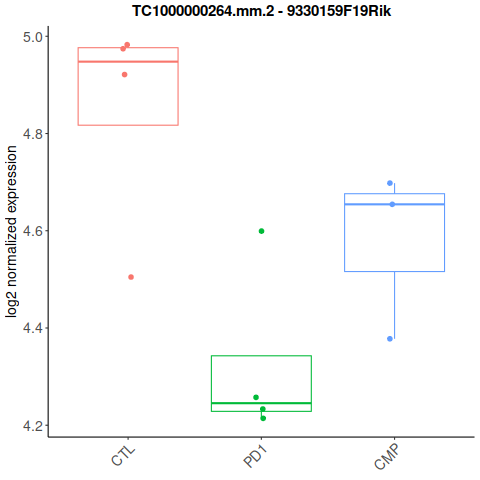 TC1000000264.mm.2 - 9330159F19Rik
log2 normalized expression
5.0
4.8
4.6
4.4
4.2
CTL
PD1
CMP